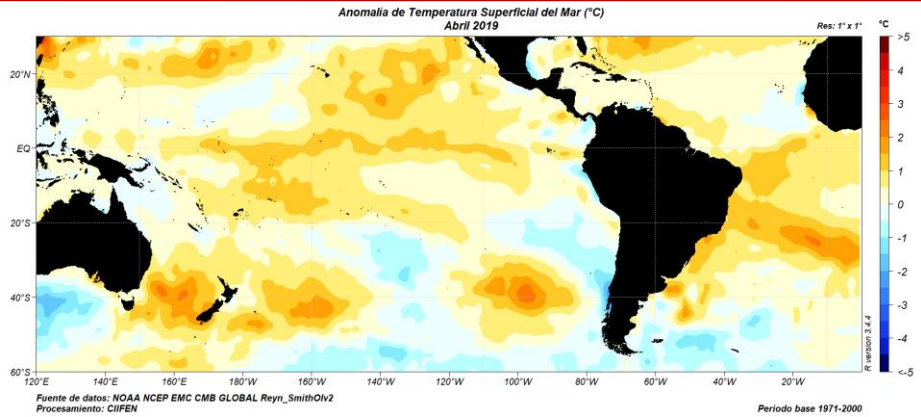 Anomalia de Temperatura Superficial del Mar (°C)
Abril 2019
Res: 1° x 1°
°C
>5
4
3
2
1
0
-1
-2
-3
-4
<-5
20°N
EQ
20°S
40°S
60°S
120°E
140°E
160°E
180°W
160°W
140°W
120°W
100°W
80°W
60°W
40°W
20°W
R version 3.4.4
Fuente de datos: NOAA NCEP EMC CMB GLOBAL Reyn_SmithOIv2
Procesamiento: CIIFEN
Periodo base 1971-2000